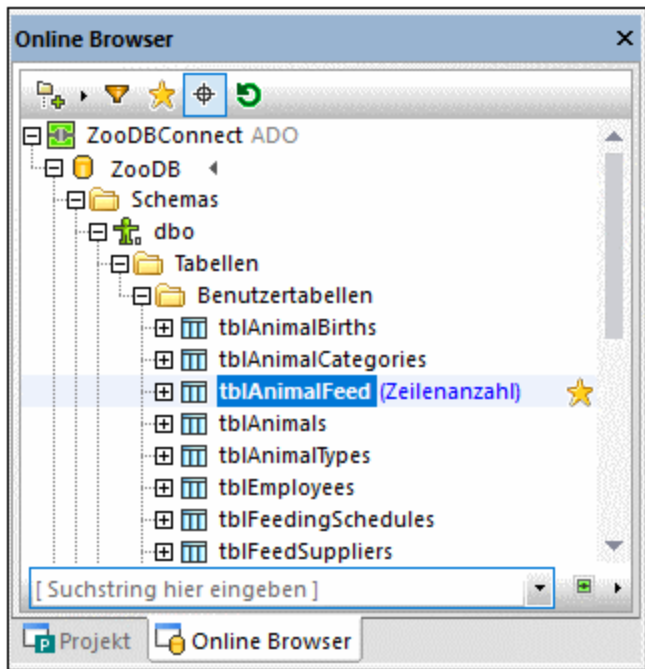 Online Browser
ZooDBConnect ADO
ZooDB
Schemas
dbo
Tabellen
Benutzertabellen
tblAnimalBirths
tblAnimalCategories
tblAnimalFeed (Zeilenanzahl)
tblAnimals
tblAnimalTypes
tblEmployees
tblFeedingSchedules
tblFeedSuppliers
[ Suchstring hier eingeben ]
Projekt Online Browser